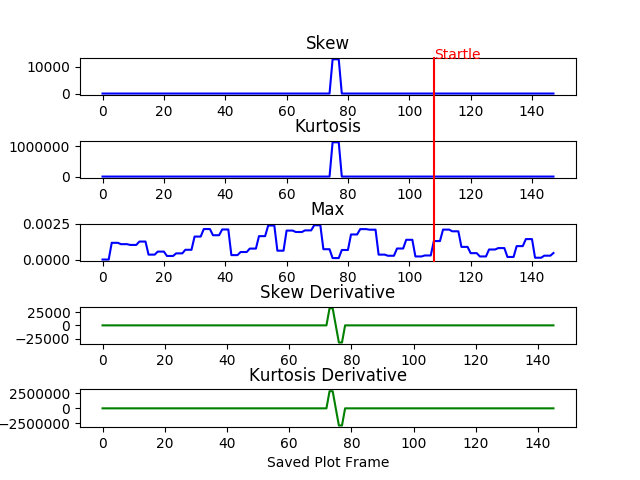 Skew
Startle
10000
0
0 20 40 60 80 100 120 140
Kurtosis
1000000
0
0 20 40 60 80 100 120 140
Max
0.0025
0.0000
0 20 40 60 80 100 120 140
Skew Derivative
25000
0
−25000
0 20 40 60 80 100 120 140
Kurtosis Derivative
2500000
0
−2500000
0 20 40 60 80 100 120 140
Saved Plot Frame